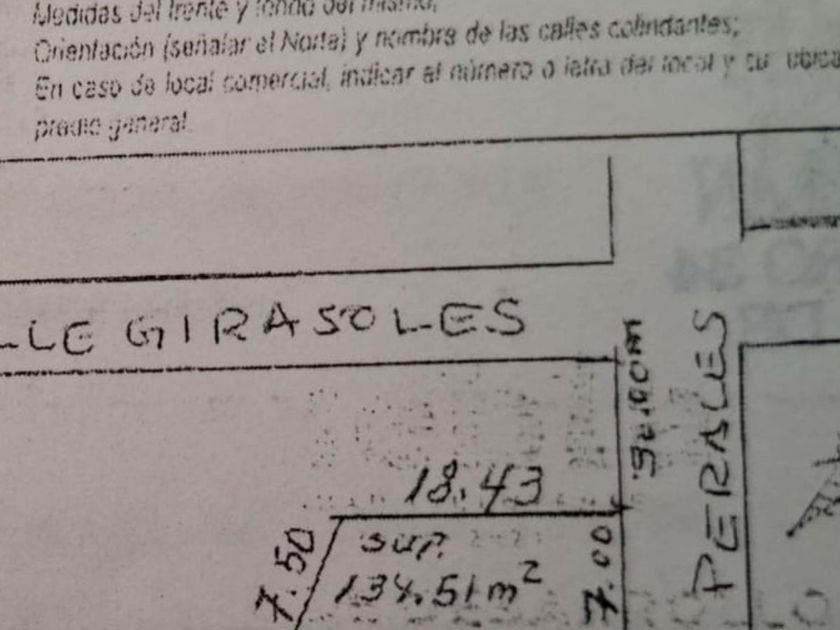 Medidas del frente y fondo del mismo;
Orientación (señalar el Norte) y nombre de las calles colindantes;
En caso de local comercial, indicar el número o letra del local y su ubica
predio general.
LLE GIRASOLES
PERALES
18.43
7.50
sup.
134.51m²
7.00